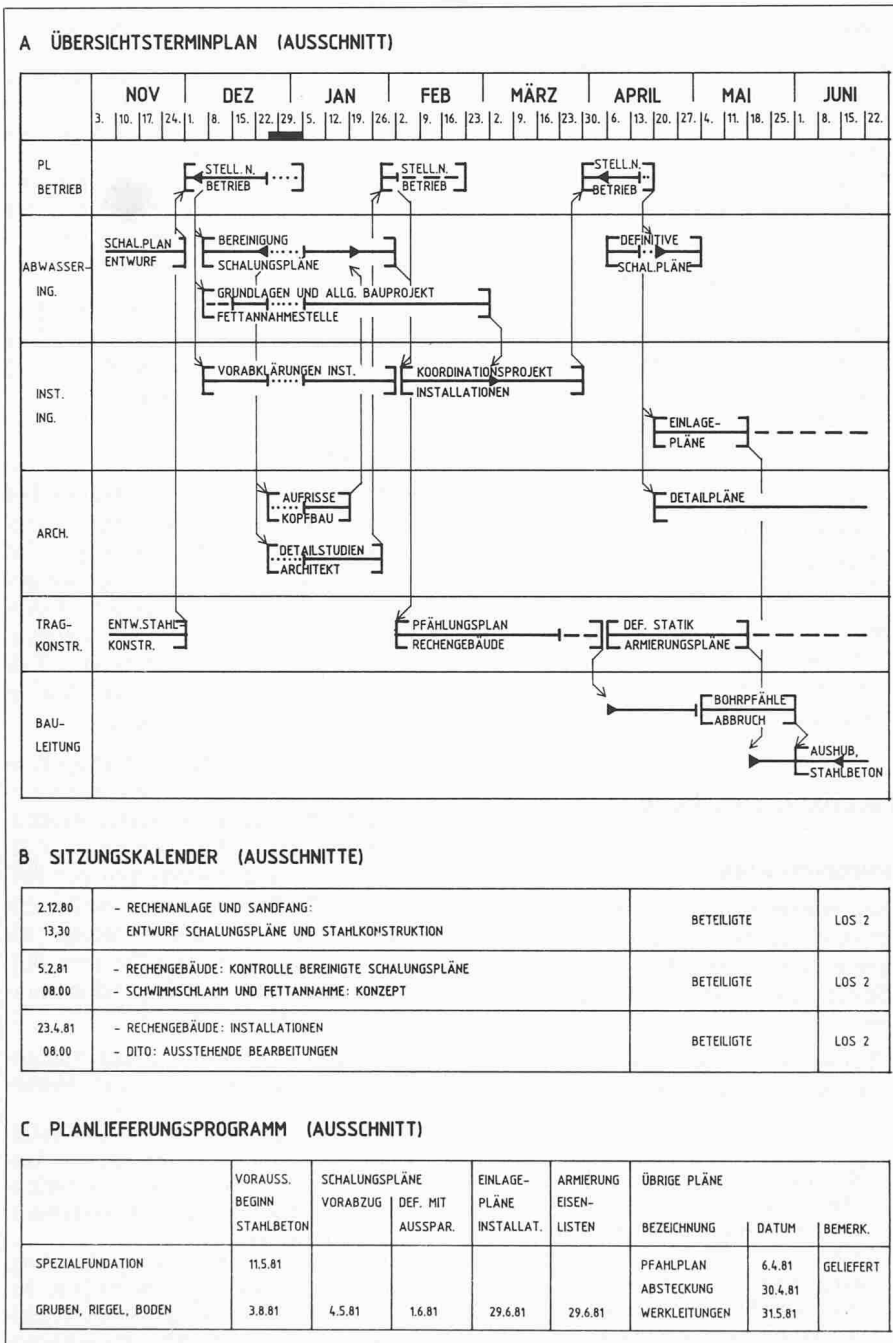 A ÜBERSICHTSTERMINPLAN (AUSSCHNITT)
NOV DEZ JAN FEB MÄRZ APRIL MAI JUNI
3. 10. 17. 24. 1. 8. 15. 22. 29. 5. 12. 19. 26. 2. 9. 16. 23. 2. 9. 16. 23. 30. 6. 13. 20. 27. 4. 11. 18. 25. 1. 8. 15. 22.
PL
BETRIEB
STELL. N.
BETRIEB
STELL. N.
BETRIEB
STELL. N.
BETRIEB
ABWASSER-
ING.
SCHAL.PLAN
ENTWURF
BEREINIGUNG
SCHALUNGSPLÄNE
DEFINITIVE
SCHAL.PLÄNE
GRUNDLAGEN UND ALLG. BAUPROJEKT
FETTANNAHMESTELLE
INST.
ING.
VORABKLÄRUNGEN INST.
KOORDINATIONSPROJEKT
INSTALLATIONEN
EINLAGE-
PLÄNE
ARCH.
AUFRISSE
KOPFBAU
DETAILPLÄNE
DETAILSTUDIEN
ARCHITEKT
TRAG-
KONSTR.
ENTW.STAHL-
KONSTR.
PFÄHLUNGSPLAN
RECHENGEBÄUDE
DEF. STATIK
ARMIERUNGSPLÄNE
BAU-
LEITUNG
BOHRPFÄHLE
ABBRUCH
AUSHUB,
STAHLBETON
B SITZUNGSKALENDER (AUSSCHNITTE)
2.12.80 - RECHENANLAGE UND SANDFANG:
13,30 ENTWURF SCHALUNGSPLÄNE UND STAHLKONSTRUKTION
BETEILIGTE LOS 2
5.2.81 - RECHENGEBÄUDE: KONTROLLE BEREINIGTE SCHALUNGSPLÄNE
08.00 - SCHWIMMSCHLAMM UND FETTANNAHME: KONZEPT
BETEILIGTE LOS 2
23.4.81 - RECHENGEBÄUDE: INSTALLATIONEN
08.00 - DITO: AUSSTEHENDE BEARBEITUNGEN
BETEILIGTE LOS 2
C PLANLIEFERUNGSPROGRAMM (AUSSCHNITT)
VORAUSS. SCHALUNGSPLÄNE EINLAGE- ARMIERUNG ÜBRIGE PLÄNE
BEGINN VORABZUG DEF. MIT PLÄNE EISEN-
STAHLBETON AUSSPAR. INSTALLAT. LISTEN BEZEICHNUNG DATUM BEMERK.
SPEZIALFUNDATION 11.5.81 PFAHLPLAN 6.4.81 GELIEFERT
ABSTECKUNG 30.4.81
GRUBEN, RIEGEL, BODEN 3.8.81 4.5.81 1.6.81 29.6.81 29.6.81 WERKLEITUNGEN 31.5.81